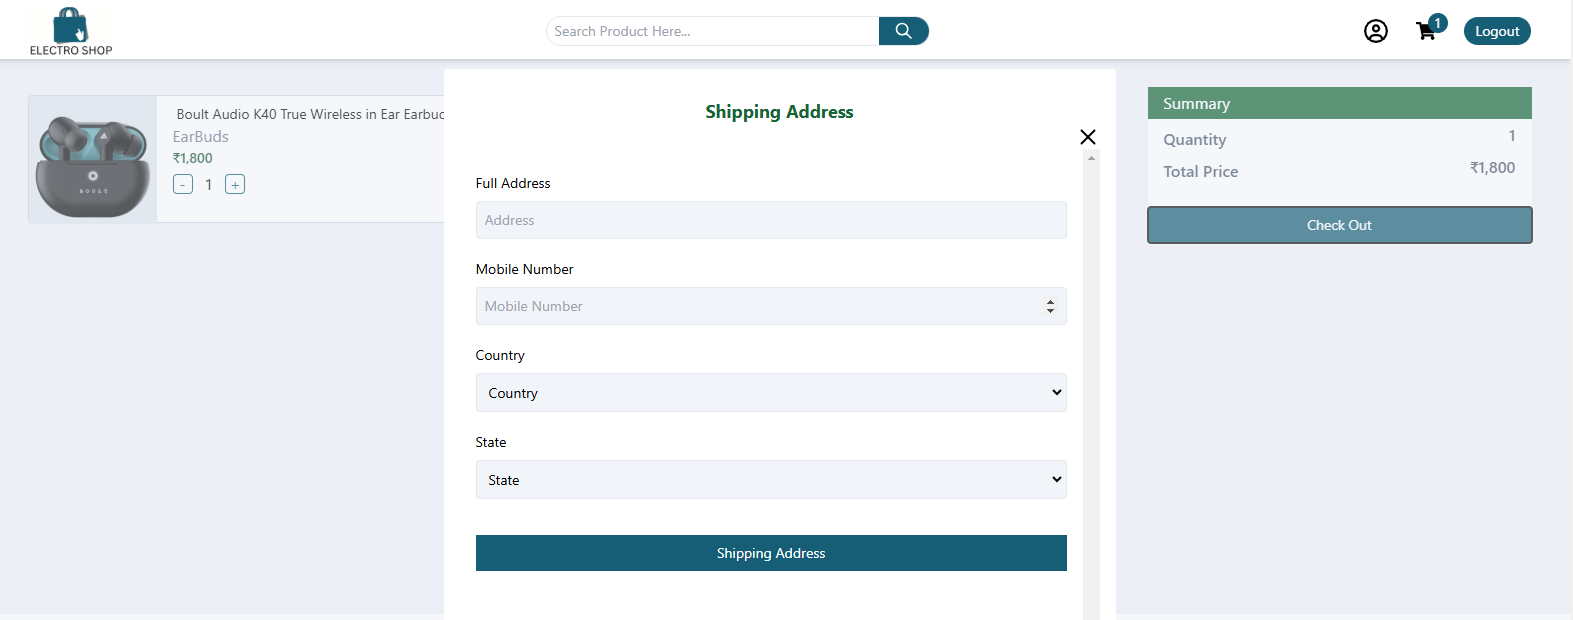 ELECTRO SHOP
Search Product Here...
1
Logout
Boult Audio K40 True Wireless in Ear Earbud
EarBuds
₹1,800
- 1 +
BOULT
Shipping Address
Full Address
Address
Mobile Number
Mobile Number
Country
Country
State
State
Shipping Address
Summary
Quantity 1
Total Price ₹1,800
Check Out